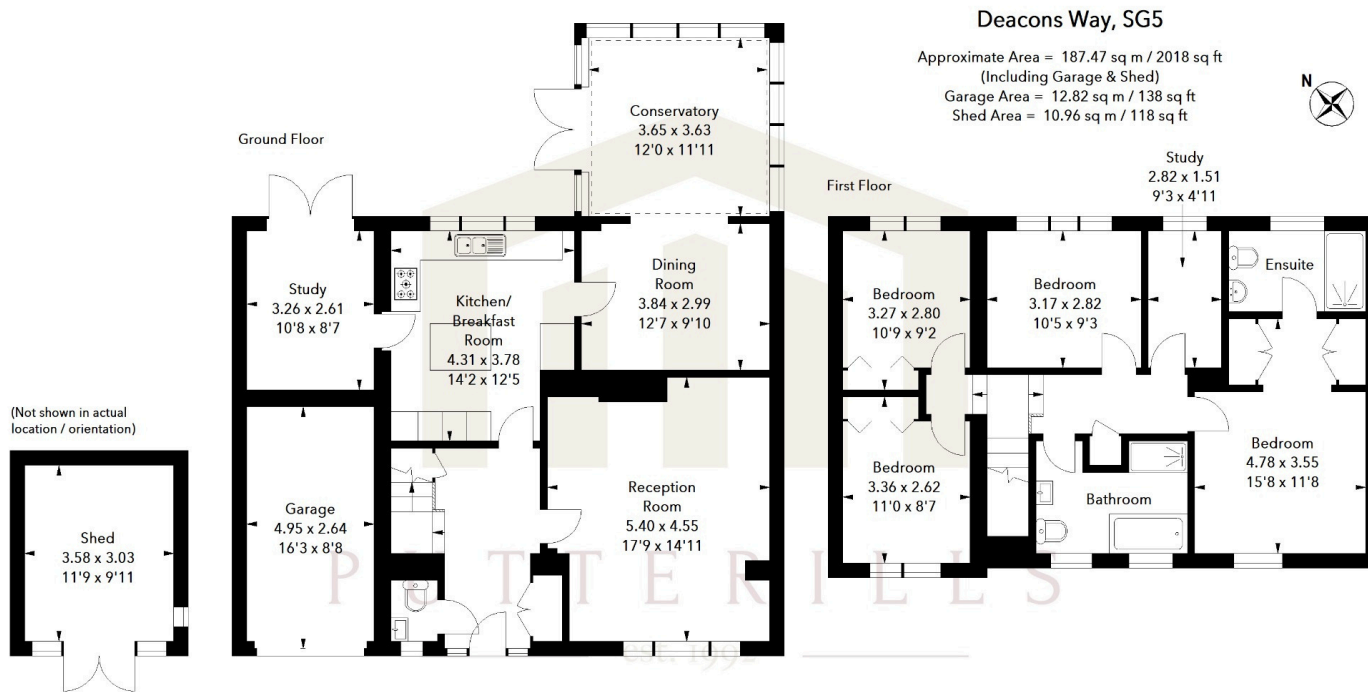 Deacons Way, SG5
Approximate Area = 187.47 sq m / 2018 sq ft
(Including Garage & Shed)
Garage Area = 12.82 sq m / 138 sq ft
Shed Area = 10.96 sq m / 118 sq ft
N
Ground Floor
Conservatory
3.65 x 3.63
12'0 x 11'11
Study
3.26 x 2.61
10'8 x 8'7
Kitchen/
Breakfast
Room
4.31 x 3.78
14'2 x 12'5
Dining
Room
3.84 x 2.99
12'7 x 9'10
(Not shown in actual
location / orientation)
Shed
3.58 x 3.03
11'9 x 9'11
Garage
4.95 x 2.64
16'3 x 8'8
Reception
Room
5.40 x 4.55
17'9 x 14'11
First Floor
Study
2.82 x 1.51
9'3 x 4'11
Bedroom
3.27 x 2.80
10'9 x 9'2
Bedroom
3.17 x 2.82
10'5 x 9'3
Ensuite
Bedroom
3.36 x 2.62
11'0 x 8'7
Bathroom
Bedroom
4.78 x 3.55
15'8 x 11'8
PUTTERILLS
est. 1992